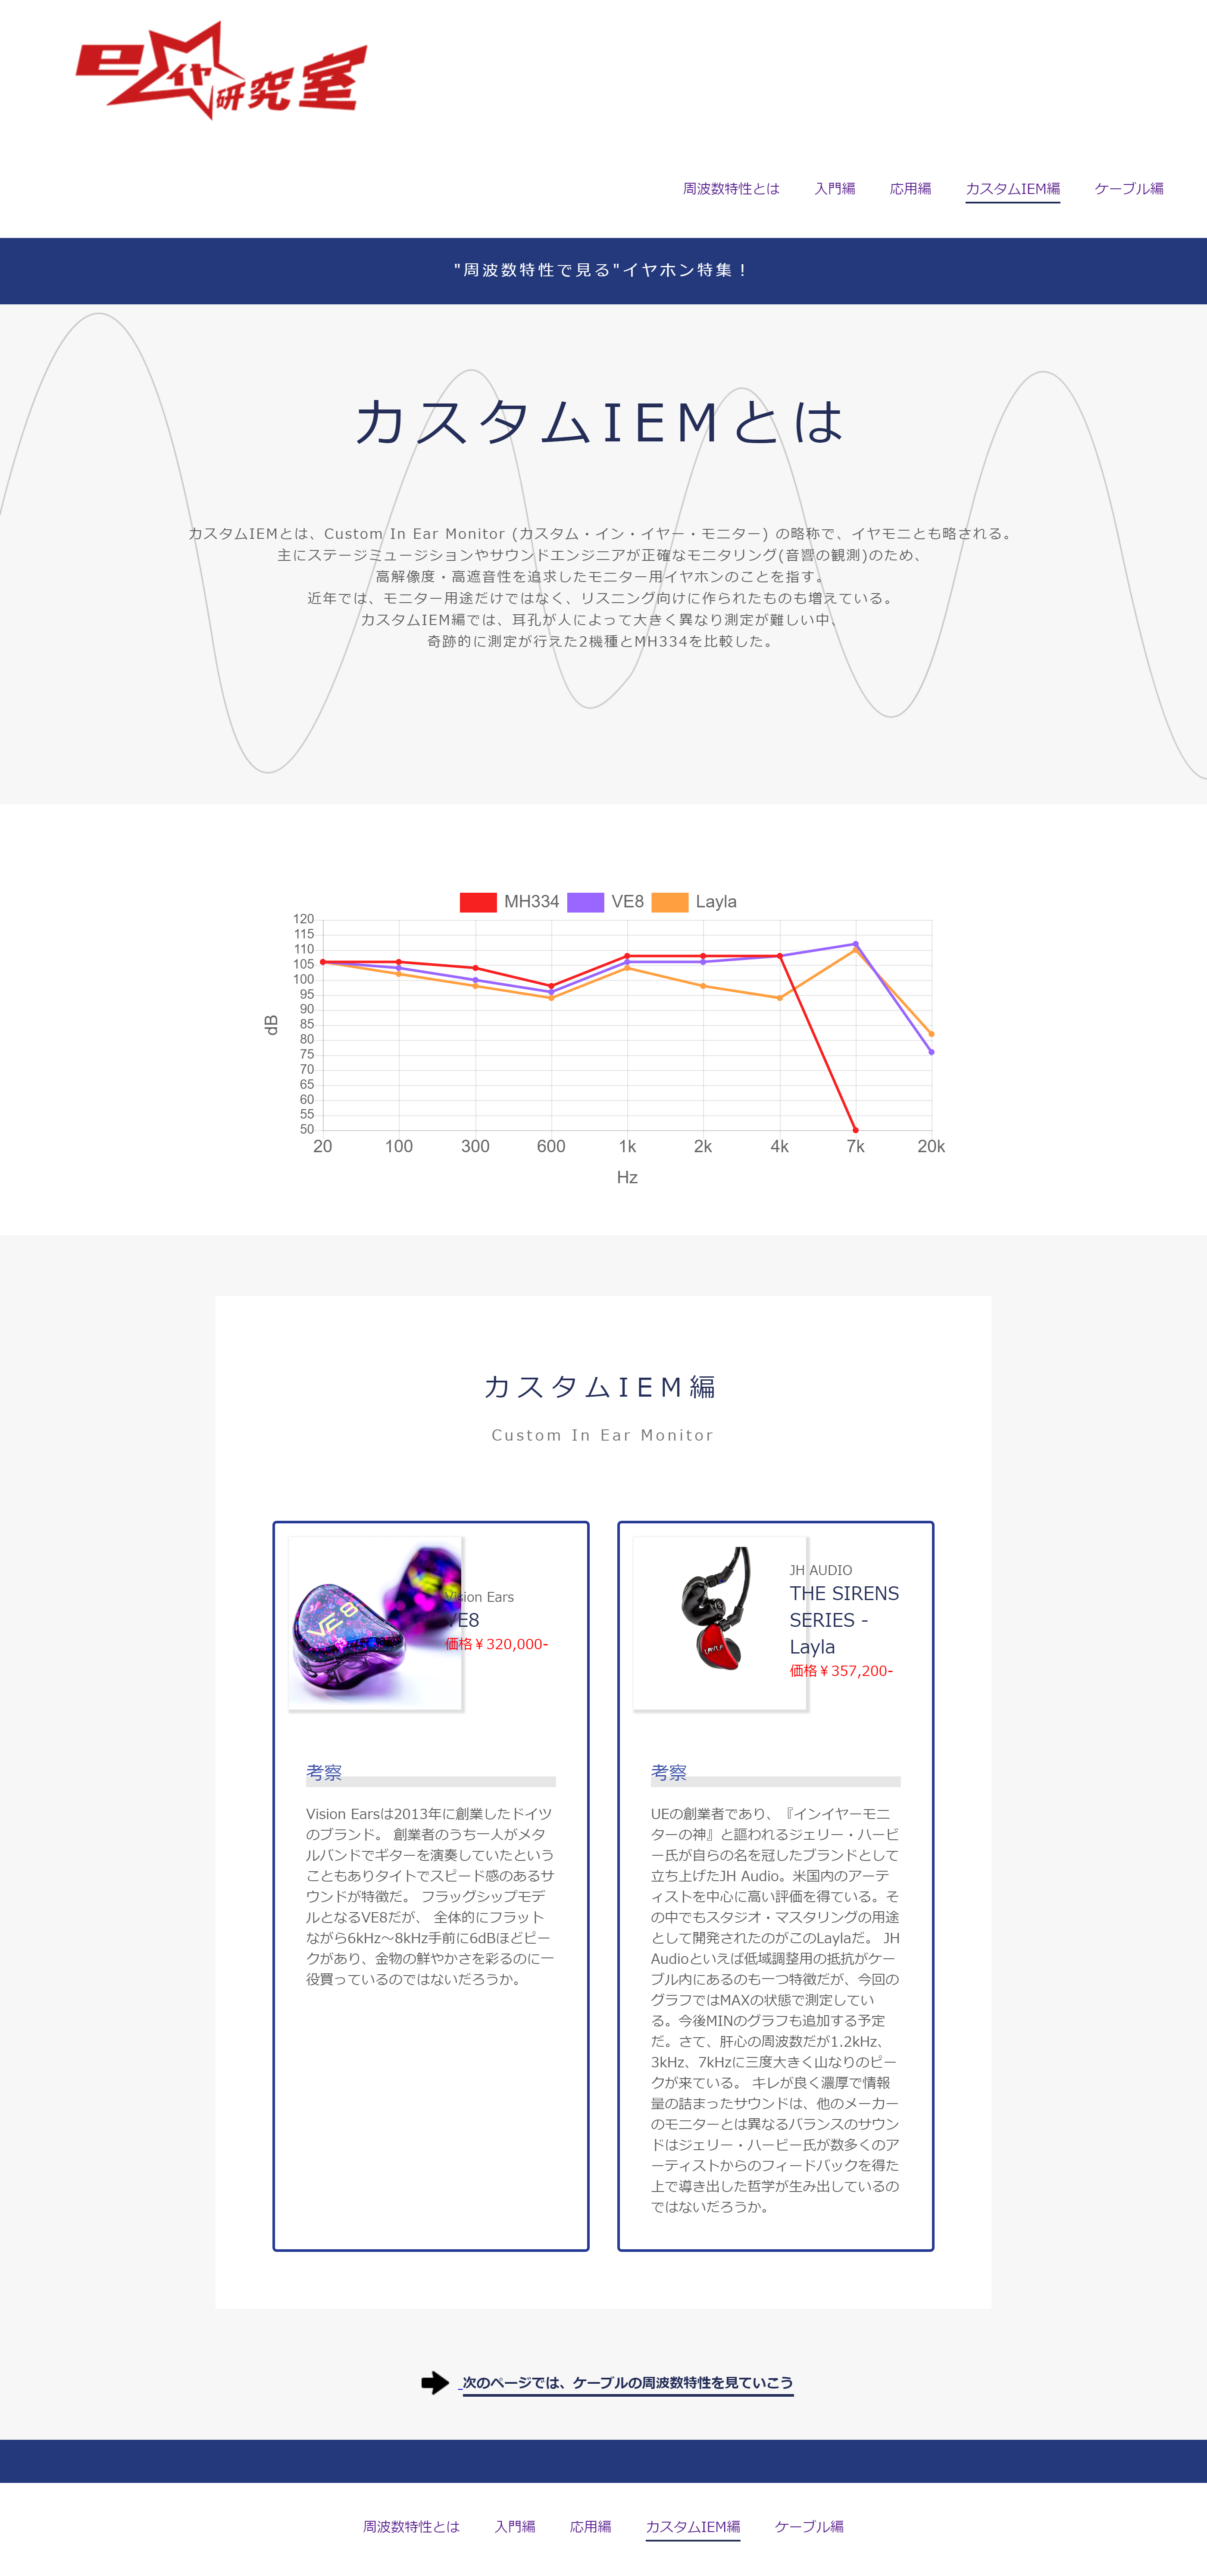 eイヤ研究室
周波数特性とは 入門編 応用編 カスタムIEM編 ケーブル編
"周波数特性で見る"イヤホン特集！
カスタムIEMとは
カスタムIEMとは、Custom In Ear Monitor (カスタム・イン・イヤー・モニター) の略称で、イヤモニとも略される。
主にステージミュージションやサウンドエンジニアが正確なモニタリング(音響の観測)のため、
高解像度・高遮音性を追求したモニター用イヤホンのことを指す。
近年では、モニター用途だけではなく、リスニング向けに作られたものも増えている。
カスタムIEM編では、耳孔が人によって大きく異なり測定が難しい中、
奇跡的に測定が行えた2機種とMH334を比較した。
MH334 VE8 Layla
120
115
110
105
100
95
90
85
80
75
70
65
60
55
50
dB
20 100 300 600 1k 2k 4k 7k 20k
Hz
カスタムIEM編
Custom In Ear Monitor
VE8
Vision Ears
VE8
価格￥320,000-
考察
Vision Earsは2013年に創業したドイツ
のブランド。 創業者のうち一人がメタ
ルバンドでギターを演奏していたという
こともありタイトでスピード感のあるサ
ウンドが特徴だ。 フラッグシップモデ
ルとなるVE8だが、 全体的にフラット
ながら6kHz～8kHz手前に6dBほどピー
クがあり、金物の鮮やかさを彩るのに一
役買っているのではないだろうか。
LAYLA
JH AUDIO
THE SIRENS
SERIES -
Layla
価格￥357,200-
考察
UEの創業者であり、『インイヤーモニ
ターの神』と謳われるジェリー・ハービ
ー氏が自らの名を冠したブランドとして
立ち上げたJH Audio。米国内のアーテ
ィストを中心に高い評価を得ている。そ
の中でもスタジオ・マスタリングの用途
として開発されたのがこのLaylaだ。 JH
Audioといえば低域調整用の抵抗がケー
ブル内にあるのも一つ特徴だが、今回の
グラフではMAXの状態で測定してい
る。今後MINのグラフも追加する予定
だ。さて、肝心の周波数だが1.2kHz、
3kHz、7kHzに三度大きく山なりのピー
クが来ている。 キレが良く濃厚で情報
量の詰まったサウンドは、他のメーカー
のモニターとは異なるバランスのサウン
ドはジェリー・ハービー氏が数多くのア
ーティストからのフィードバックを得た
上で導き出した哲学が生み出しているの
ではないだろうか。
次のページでは、ケーブルの周波数特性を見ていこう
周波数特性とは 入門編 応用編 カスタムIEM編 ケーブル編